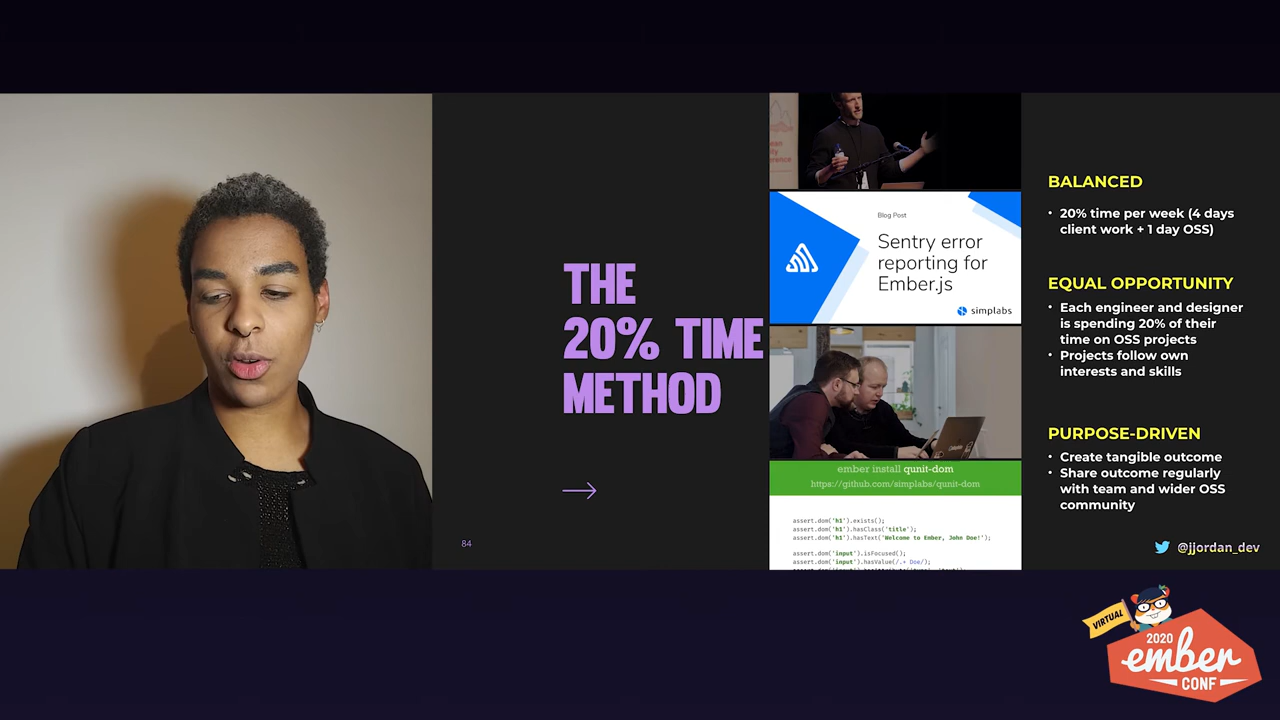 THE
20% TIME
METHOD
84
Blog Post
Sentry error
reporting for
Ember.js
simplabs
ember install qunit-dom
https://github.com/simplabs/qunit-dom
assert.dom('h1').exists();
assert.dom('h1').hasClass('title');
assert.dom('h1').hasText('Welcome to Ember, John Doe!');
assert.dom('input').isFocused();
assert.dom('input').hasValue(/.+ Doe/);
BALANCED
• 20% time per week (4 days
client work + 1 day OSS)
EQUAL OPPORTUNITY
• Each engineer and designer
is spending 20% of their
time on OSS projects
• Projects follow own
interests and skills
PURPOSE-DRIVEN
• Create tangible outcome
• Share outcome regularly
with team and wider OSS
community
@jjordan_dev
VIRTUAL
2020
ember
CONF